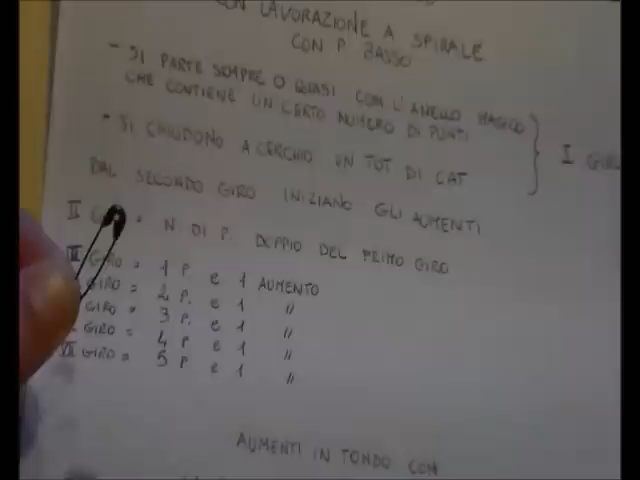 CON LAVORAZIONE A SPIRALE
CON P. BASSO
- SI PARTE SEMPRE O QUASI CON L'ANELLO MAGICO
CHE CONTIENE UN CERTO NUMERO DI PUNTI
I GIRO
- SI CHIUDONO A CERCHIO UN TOT DI CAT
DAL SECONDO GIRO INIZIANO GLI AUMENTI
II = N. DI P. DOPPIO DEL PRIMO GIRO
III GIRO = 1 P. e 1 AUMENTO
GIRO = 2 P. e 1 "
GIRO = 3 P. e 1 "
GIRO = 4 P e 1 "
VII GIRO = 5 P e 1 "
AUMENTI IN TONDO CON